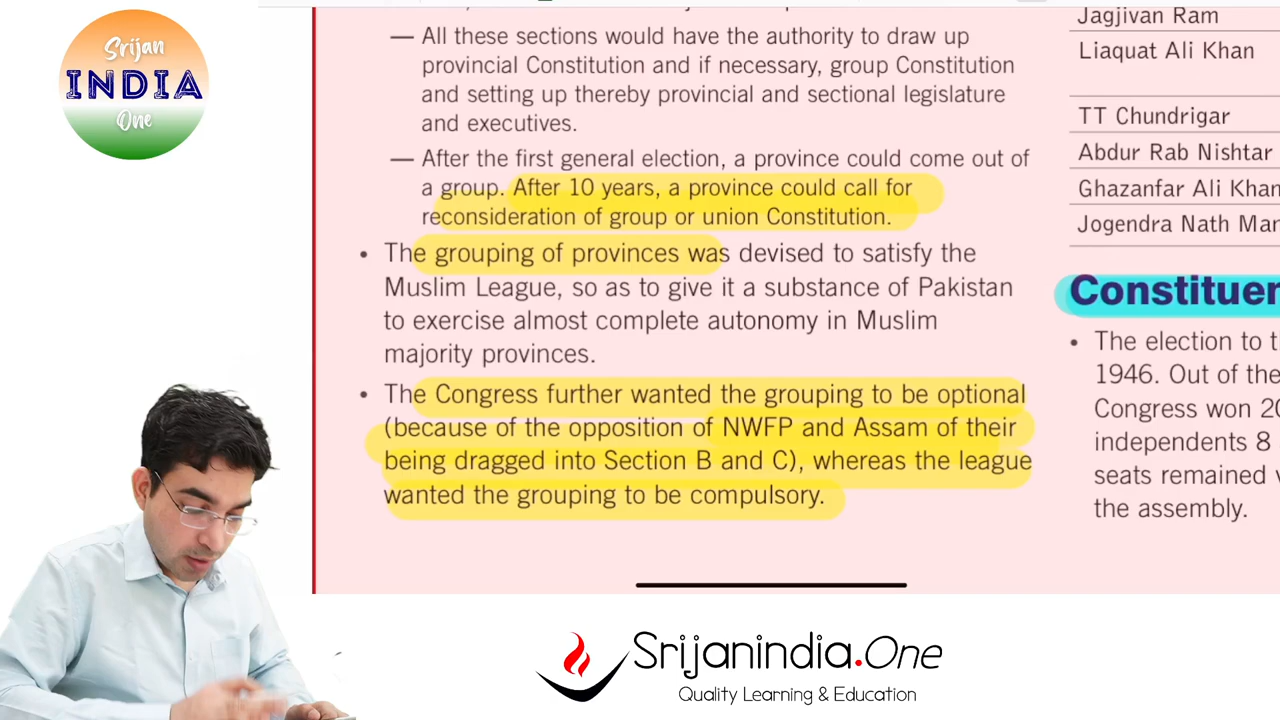 Srijan
INDIA
One
— All these sections would have the authority to draw up
provincial Constitution and if necessary, group Constitution
and setting up thereby provincial and sectional legislature
and executives.
— After the first general election, a province could come out of
a group. After 10 years, a province could call for
reconsideration of group or union Constitution.
• The grouping of provinces was devised to satisfy the
Muslim League, so as to give it a substance of Pakistan
to exercise almost complete autonomy in Muslim
majority provinces.
• The Congress further wanted the grouping to be optional
(because of the opposition of NWFP and Assam of their
being dragged into Section B and C), whereas the league
wanted the grouping to be compulsory.
Jagjivan Ram
Liaquat Ali Khan
TT Chundrigar
Abdur Rab Nishtar
Ghazanfar Ali Khan
Jogendra Nath
• The election to
1946. Out of the
Congress won
independents 8
seats remained
the assembly.
Srijanindia.One
Quality Learning & Education